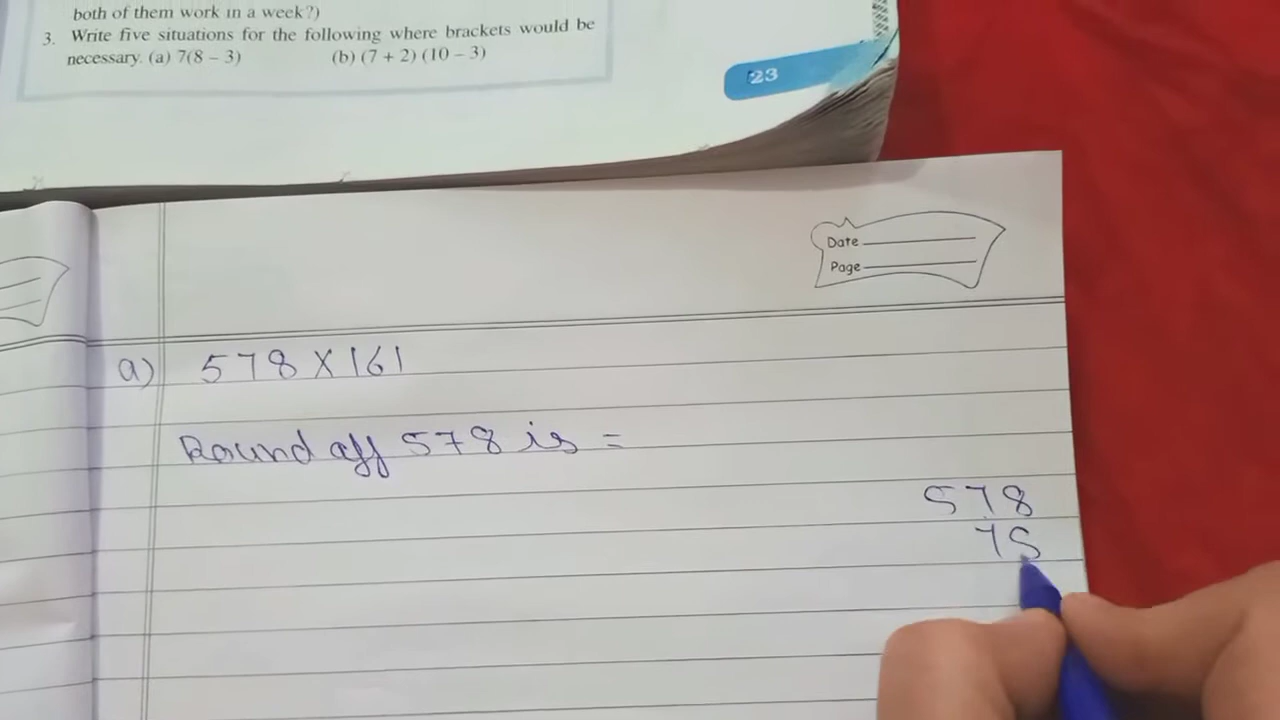 both of them work in a week?)
3. Write five situations for the following where brackets would be
necessary. (a) 7(8 – 3) (b) (7 + 2) (10 – 3)
23
Date
Page
a) 578 X 161
Round off 578 is =
578
75